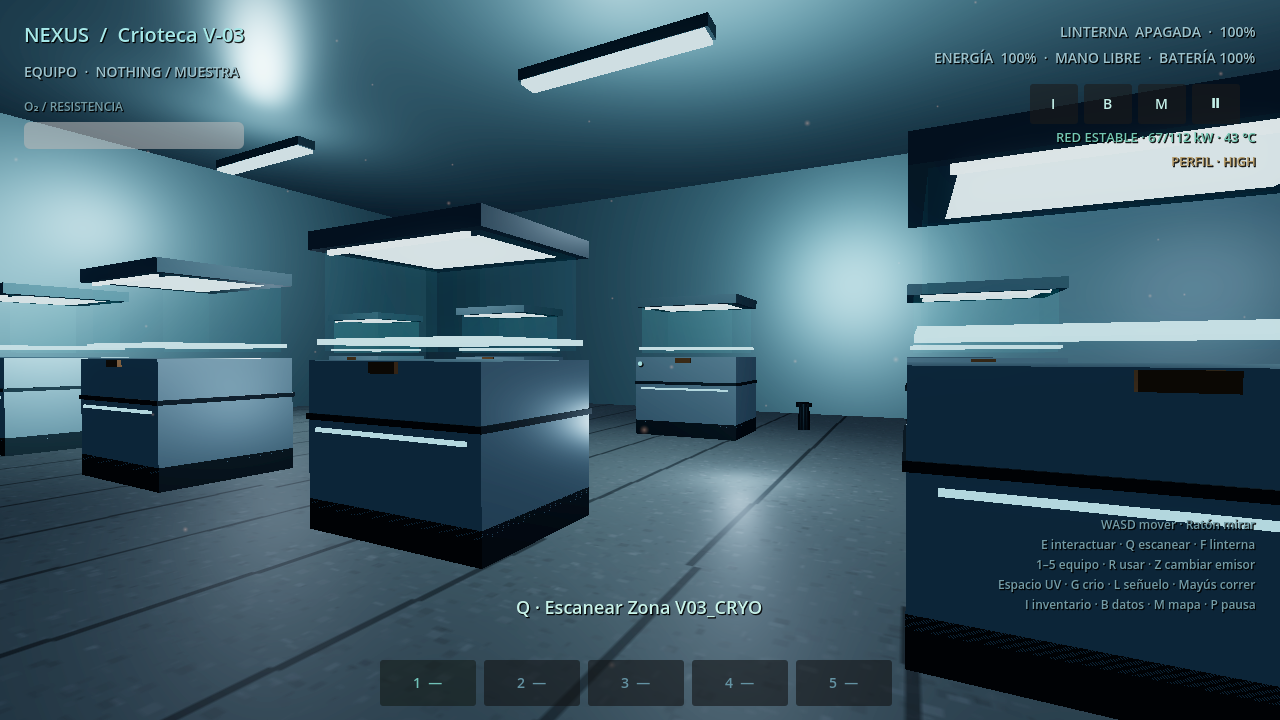 NEXUS / Crioteca V-03
EQUIPO · NOTHING / MUESTRA
O₂ / RESISTENCIA
LINTERNA APAGADA · 100%
ENERGÍA 100% · MANO LIBRE · BATERÍA 100%
I B M II
RED ESTABLE · 67/112 kW · 43 °C
PERFIL · HIGH
WASD mover · Ratón mirar
E interactuar · Q escanear · F linterna
1–5 equipo · R usar · Z cambiar emisor
Espacio UV · G crio · L señuelo · Mayús correr
I inventario · B datos · M mapa · P pausa
Q · Escanear Zona V03_CRYO
1 — 2 — 3 — 4 — 5 —